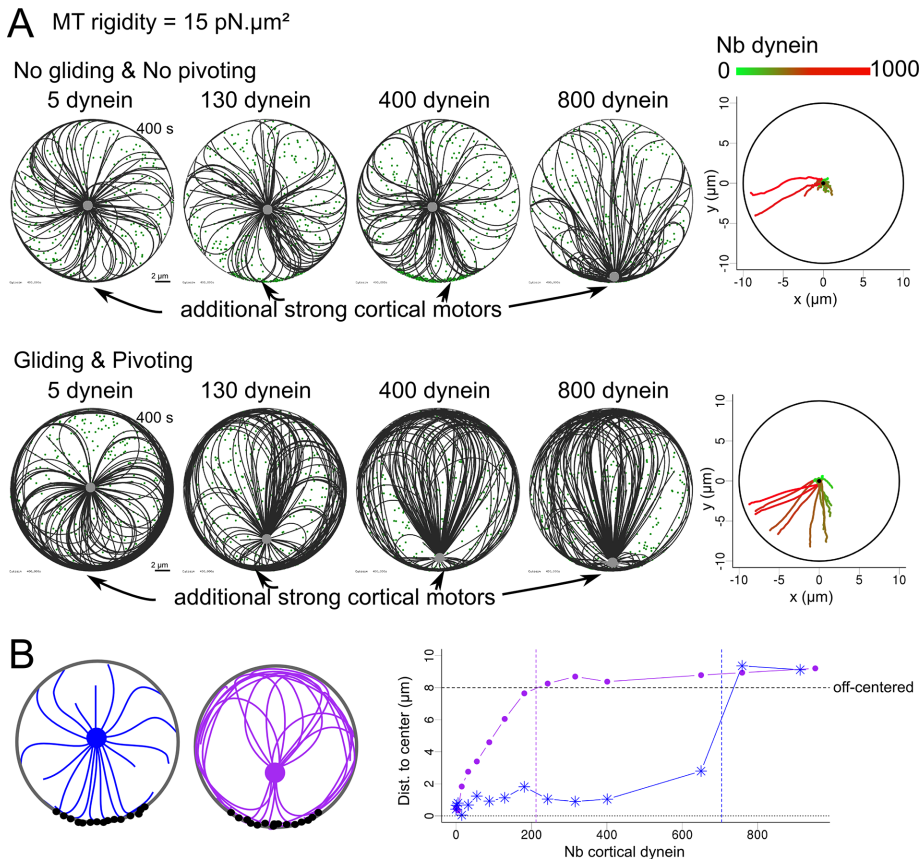 A MT rigidity = 15 pN.µm²
No gliding & No pivoting
5 dynein 130 dynein 400 dynein 800 dynein
400 s
2 µm
additional strong cortical motors
Nb dynein
0 1000
10
5
0
-5
-10
y (µm)
-10 -5 0 5 10
x (µm)
Gliding & Pivoting
5 dynein 130 dynein 400 dynein 800 dynein
400 s
2 µm
additional strong cortical motors
10
5
0
-5
-10
y (µm)
-10 -5 0 5 10
x (µm)
B
10
8
6
4
2
0
Dist. to center (µm)
off-centered
0 200 400 600 800
Nb cortical dynein